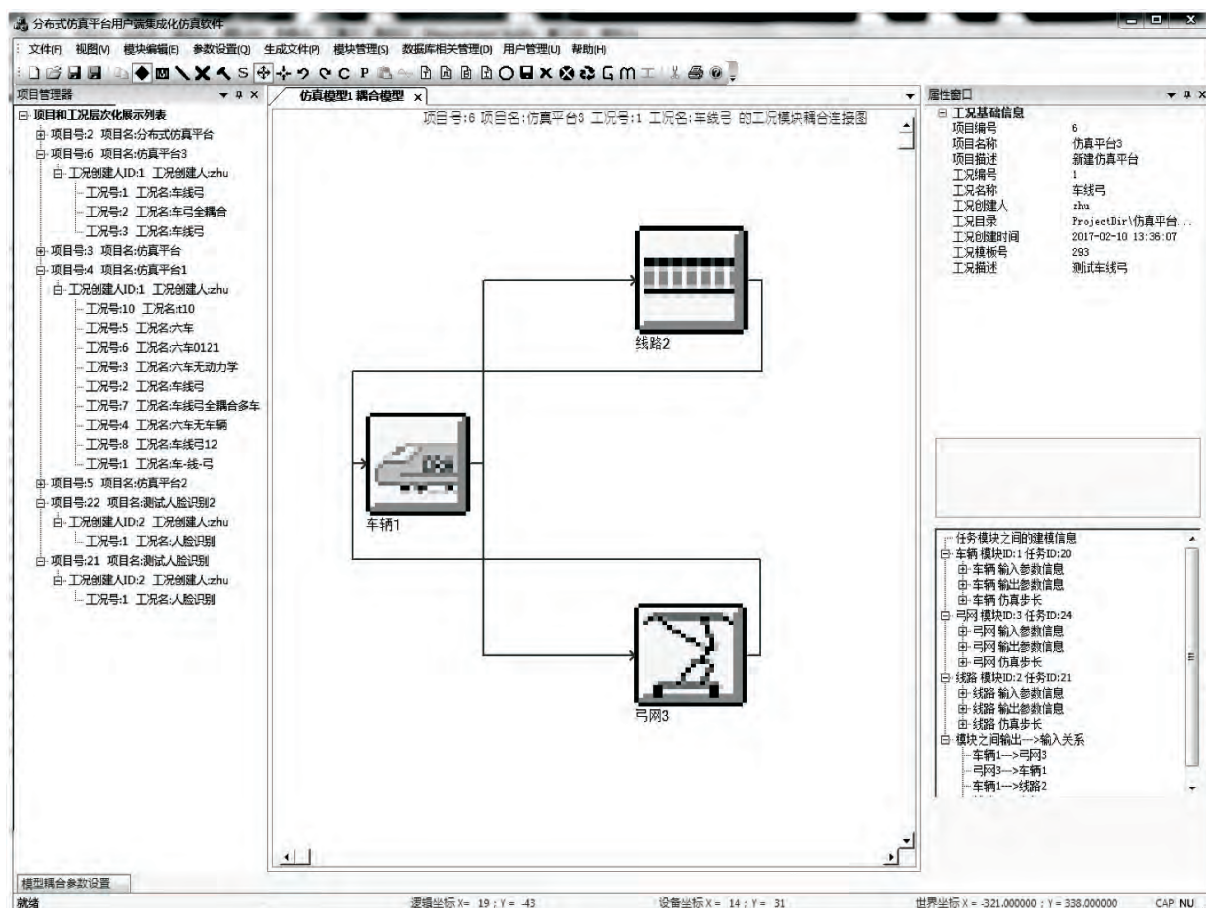 分布式仿真平台用户端集成化仿真软件
文件(F) 视图(V) 模块编辑(E) 参数设置(Q) 生成文件(P) 模块管理(S) 数据库相关管理(D) 用户管理(U) 帮助(H)
项目管理器
仿真模型1 耦合模型
属性窗口
项目和工况层次化展示列表
项目号:2 项目名:分布式仿真平台
项目号:6 项目名:仿真平台3
工况创建人ID:1 工况创建人:zhu
工况号:1 工况名:车线弓
工况号:2 工况名:车弓全耦合
工况号:3 工况名:车线弓
项目号:3 项目名:仿真平台
项目号:4 项目名:仿真平台1
工况创建人ID:1 工况创建人:zhu
工况号:10 工况名:t10
工况号:5 工况名:六车
工况号:6 工况名:六车0121
工况号:3 工况名:六车无动力学
工况号:2 工况名:车线弓
工况号:7 工况名:车线弓全耦合多车
工况号:4 工况名:六车无车辆
工况号:8 工况名:车线弓12
工况号:1 工况名:车-线-弓
项目号:5 项目名:仿真平台2
项目号:22 项目名:测试人脸识别2
工况创建人ID:2 工况创建人:zhu
工况号:1 工况名:人脸识别
项目号:21 项目名:测试人脸识别
工况创建人ID:2 工况创建人:zhu
工况号:1 工况名:人脸识别
项目号:6 项目名:仿真平台3 工况号:1 工况名:车线弓 的工况模块耦合连接图
线路2
车辆1
弓网3
工况基础信息
项目编号 6
项目名称 仿真平台3
项目描述 新建仿真平台
工况编号 1
工况名称 车线弓
工况创建人 zhu
工况目录 ProjectDir\仿真平台...
工况创建时间 2017-02-10 13:36:07
工况模板号 293
工况描述 测试车线弓
任务模块之间的建模信息
车辆 模块ID:1 任务ID:20
车辆 输入参数信息
车辆 输出参数信息
车辆 仿真步长
弓网 模块ID:3 任务ID:24
弓网 输入参数信息
弓网 输出参数信息
弓网 仿真步长
线路 模块ID:2 任务ID:21
线路 输入参数信息
线路 输出参数信息
线路 仿真步长
模块之间输出--->输入关系
车辆1--->弓网3
弓网3--->车辆1
车辆1--->线路2
模型耦合参数设置
就绪
逻辑坐标 X= 19 ; Y= -43
设备坐标 X= 14 ; Y= 31
世界坐标 X= -321.000000 ; Y= 338.000000
CAP NU